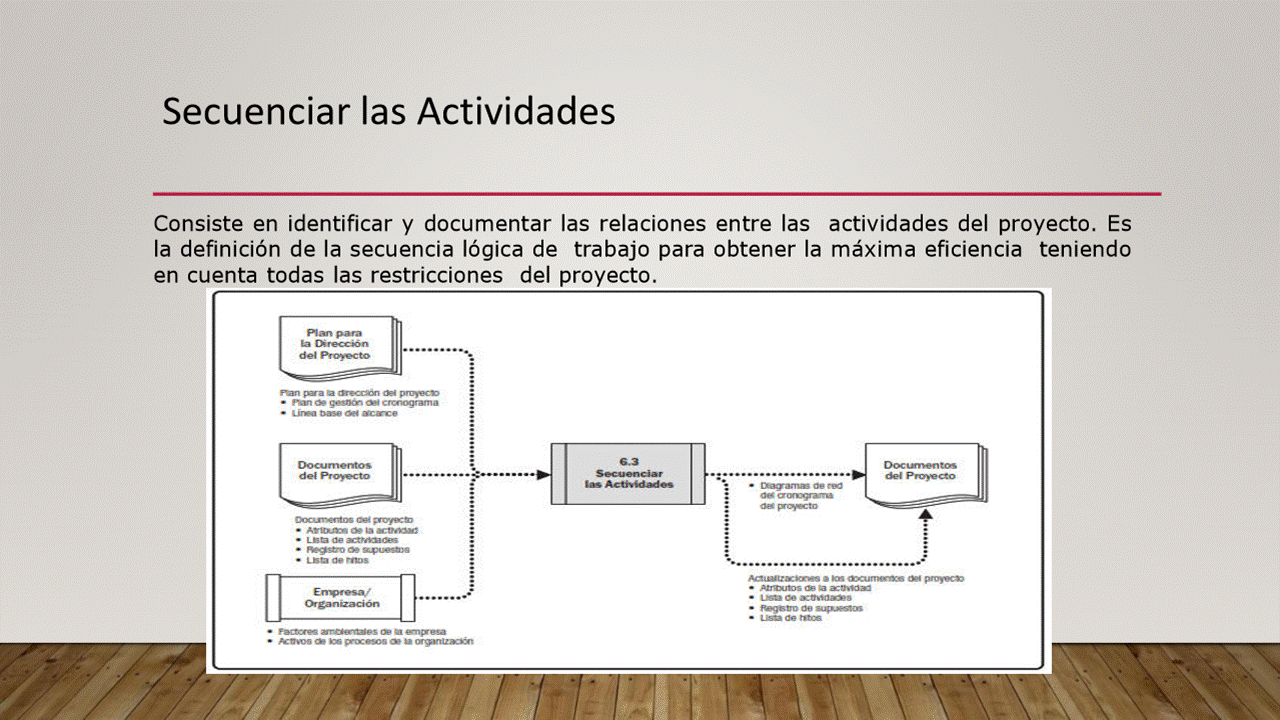 Secuenciar las Actividades
Consiste en identificar y documentar las relaciones entre las actividades del proyecto. Es
la definición de la secuencia lógica de trabajo para obtener la máxima eficiencia teniendo
en cuenta todas las restricciones del proyecto.
Plan para
la Dirección
del Proyecto
Plan para la dirección del proyecto
• Plan de gestión del cronograma
• Línea base del alcance
Documentos
del Proyecto
Documentos del proyecto
• Atributos de la actividad
• Lista de actividades
• Registro de supuestos
• Lista de hitos
Empresa/
Organización
• Factores ambientales de la empresa
• Activos de los procesos de la organización
6.3
Secuenciar
las Actividades
• Diagramas de red
del cronograma
del proyecto
Documentos
del Proyecto
Actualizaciones a los documentos del proyecto
• Atributos de la actividad
• Lista de actividades
• Registro de supuestos
• Lista de hitos